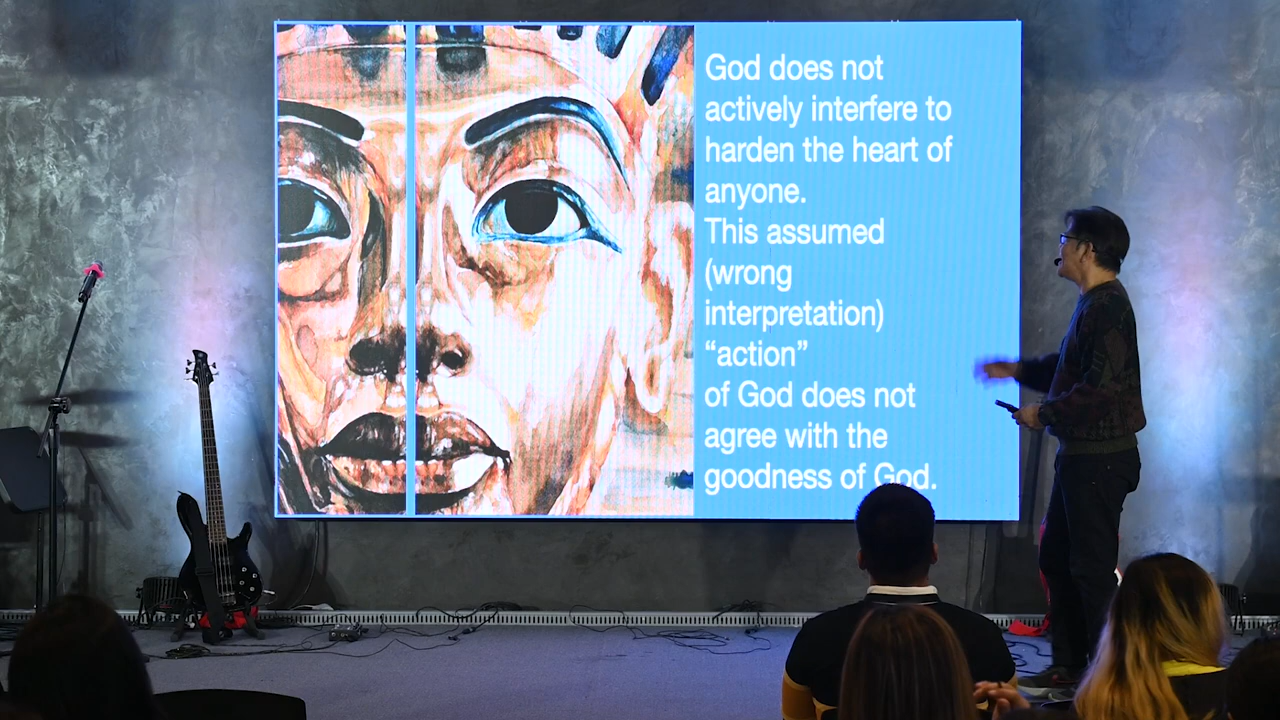 God does not
actively interfere to
harden the heart of
anyone.
This assumed
(wrong
interpretation)
“action”
of God does not
agree with the
goodness of God.